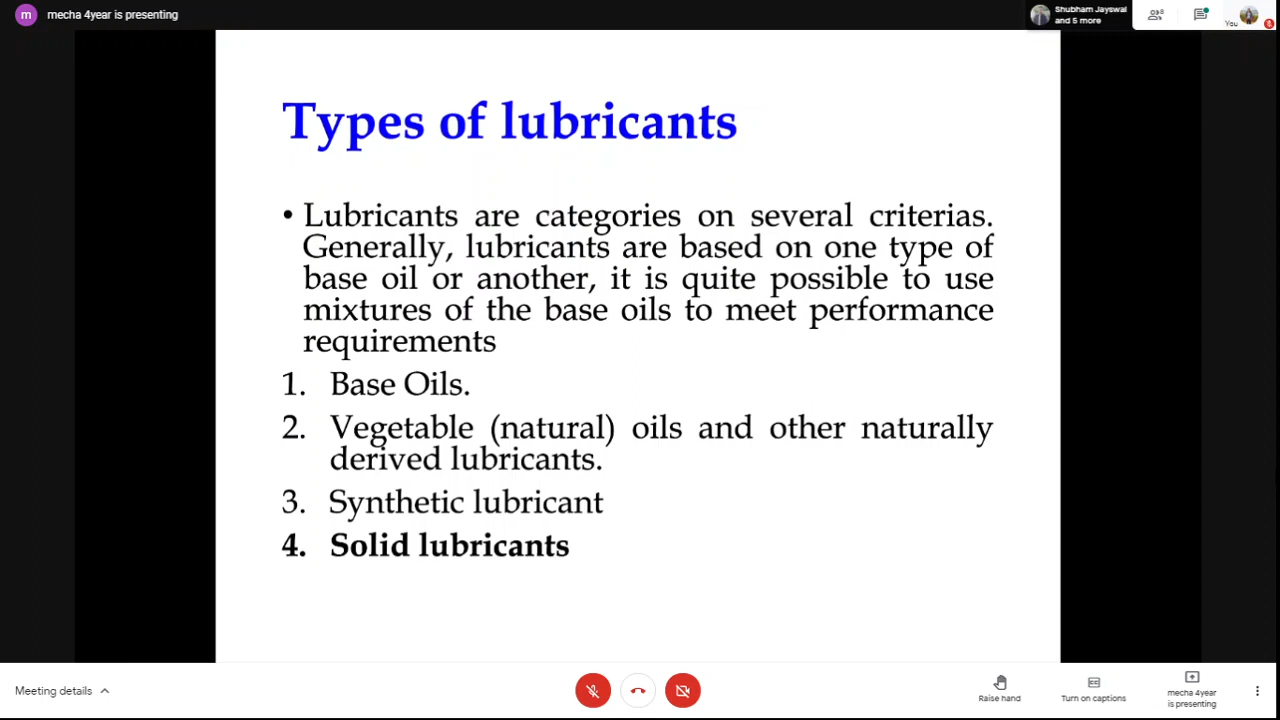 m mecha 4year is presenting
Shubham Jayswal
and 5 more
8
You
Types of lubricants
• Lubricants are categories on several criterias.
Generally, lubricants are based on one type of
base oil or another, it is quite possible to use
mixtures of the base oils to meet performance
requirements
1. Base Oils.
2. Vegetable (natural) oils and other naturally
derived lubricants.
3. Synthetic lubricant
4. Solid lubricants
Meeting details
Raise hand
Turn on captions
mecha 4year
is presenting